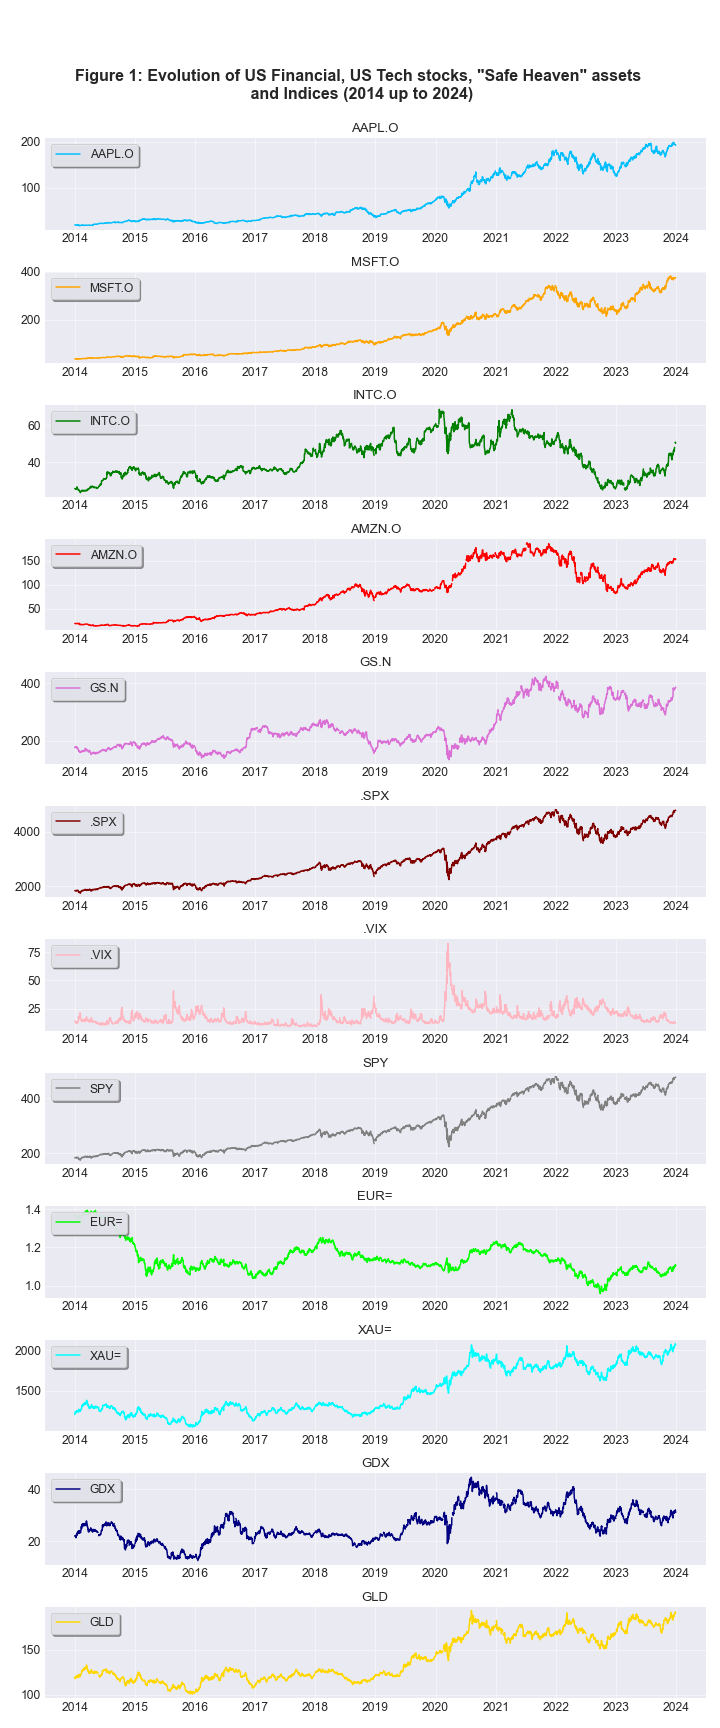 Figure 1: Evolution of US Financial, US Tech stocks, "Safe Heaven" assets
and Indices (2014 up to 2024)
AAPL.O
200
100
AAPL.O
2014 2015 2016 2017 2018 2019 2020 2021 2022 2023 2024
MSFT.O
400
200
MSFT.O
2014 2015 2016 2017 2018 2019 2020 2021 2022 2023 2024
INTC.O
60
40
INTC.O
2014 2015 2016 2017 2018 2019 2020 2021 2022 2023 2024
AMZN.O
150
100
50
AMZN.O
2014 2015 2016 2017 2018 2019 2020 2021 2022 2023 2024
GS.N
400
200
GS.N
2014 2015 2016 2017 2018 2019 2020 2021 2022 2023 2024
.SPX
4000
2000
.SPX
2014 2015 2016 2017 2018 2019 2020 2021 2022 2023 2024
.VIX
75
50
25
.VIX
2014 2015 2016 2017 2018 2019 2020 2021 2022 2023 2024
SPY
400
200
SPY
2014 2015 2016 2017 2018 2019 2020 2021 2022 2023 2024
EUR=
1.4
1.2
1.0
EUR=
2014 2015 2016 2017 2018 2019 2020 2021 2022 2023 2024
XAU=
2000
1500
XAU=
2014 2015 2016 2017 2018 2019 2020 2021 2022 2023 2024
GDX
40
20
GDX
2014 2015 2016 2017 2018 2019 2020 2021 2022 2023 2024
GLD
150
100
GLD
2014 2015 2016 2017 2018 2019 2020 2021 2022 2023 2024